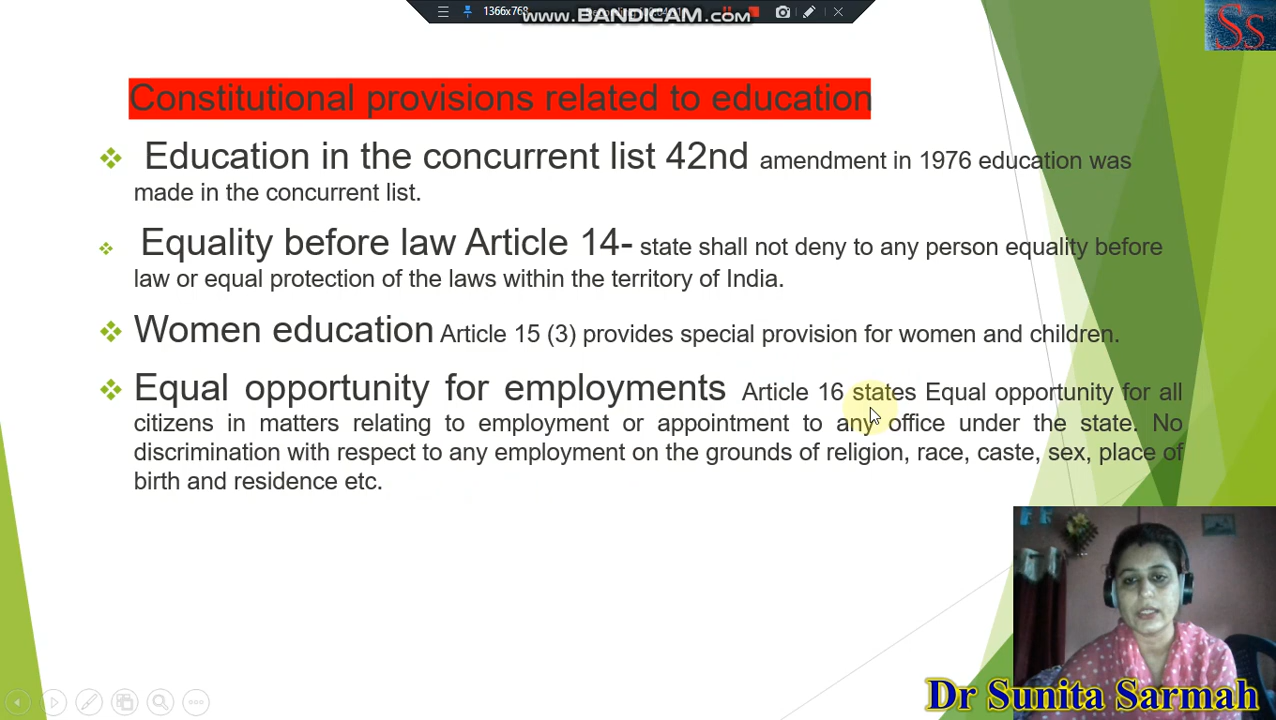 1366x768
www.BANDICAM.com
Ss
Constitutional provisions related to education
Education in the concurrent list 42nd amendment in 1976 education was
made in the concurrent list.
Equality before law Article 14- state shall not deny to any person equality before
law or equal protection of the laws within the territory of India.
Women education Article 15 (3) provides special provision for women and children.
Equal opportunity for employments Article 16 states Equal opportunity for all
citizens in matters relating to employment or appointment to any office under the state. No
discrimination with respect to any employment on the grounds of religion, race, caste, sex, place of
birth and residence etc.
Dr Sunita Sarmah